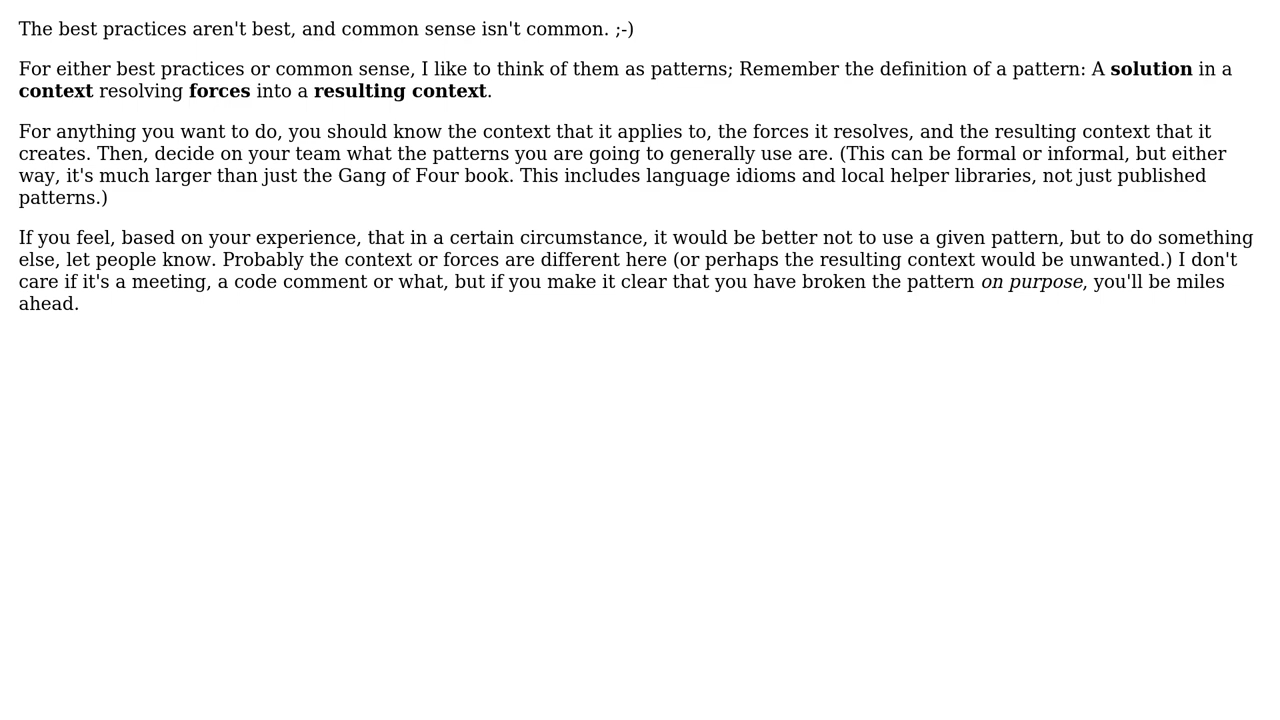 The best practices aren't best, and common sense isn't common. ;-)
For either best practices or common sense, I like to think of them as patterns; Remember the definition of a pattern: A solution in a
context resolving forces into a resulting context.
For anything you want to do, you should know the context that it applies to, the forces it resolves, and the resulting context that it
creates. Then, decide on your team what the patterns you are going to generally use are. (This can be formal or informal, but either
way, it's much larger than just the Gang of Four book. This includes language idioms and local helper libraries, not just published
patterns.)
If you feel, based on your experience, that in a certain circumstance, it would be better not to use a given pattern, but to do something
else, let people know. Probably the context or forces are different here (or perhaps the resulting context would be unwanted.) I don't
care if it's a meeting, a code comment or what, but if you make it clear that you have broken the pattern on purpose, you'll be miles
ahead.